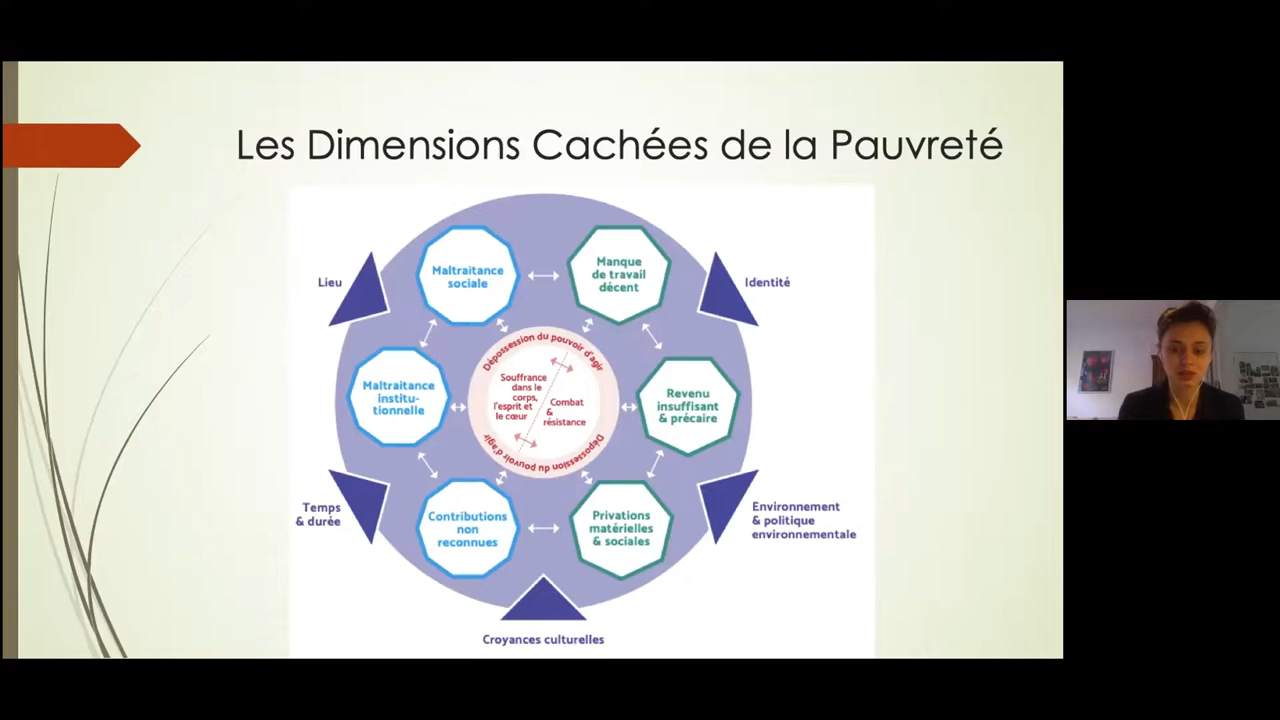 Les Dimensions Cachées de la Pauvreté
Lieu
Maltraitance
sociale
Manque
de travail
décent
Identité
Maltraitance
institu-
tionnelle
Dépossession du pouvoir d'agir
Souffrance
dans le
corps,
l'esprit et
le cœur
Combat
&
résistance
Dépossession du pouvoir d'agir
Revenu
insuffisant
& précaire
Temps
& durée
Contributions
non
reconnues
Privations
matérielles
& sociales
Environnement
& politique
environnementale
Croyances culturelles